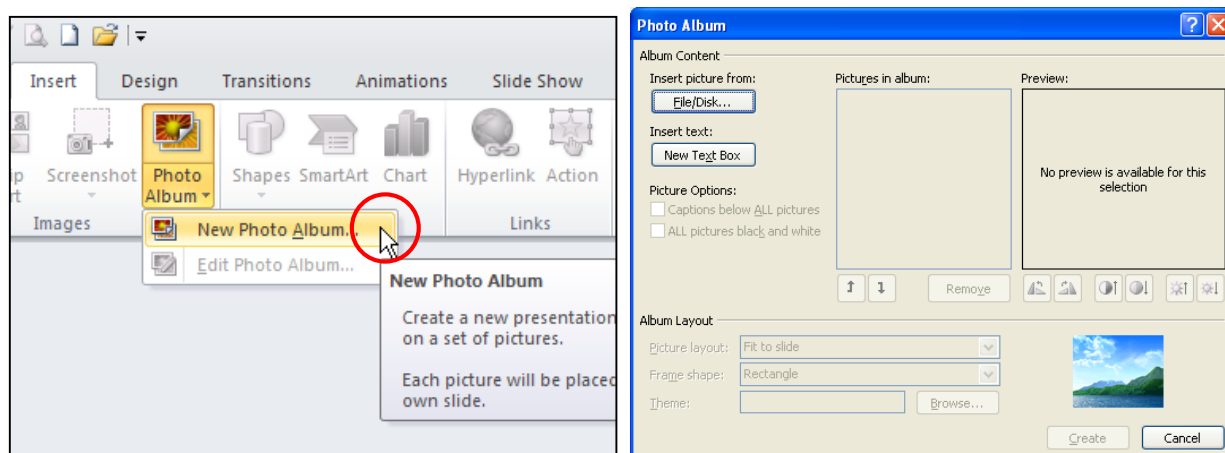 Insert Design Transitions Animations Slide Show
Screenshot Photo Album Shapes SmartArt Chart Hyperlink Action
Images Links
New Photo Album...
Edit Photo Album...
New Photo Album
Create a new presentation
on a set of pictures.
Each picture will be placed
own slide.
Photo Album
Album Content
Insert picture from:
File/Disk...
Insert text:
New Text Box
Picture Options:
Captions below ALL pictures
ALL pictures black and white
Pictures in album:
Remove
Preview:
No preview is available for this
selection
Album Layout
Picture layout: Fit to slide
Frame shape: Rectangle
Theme: Browse...
Create Cancel